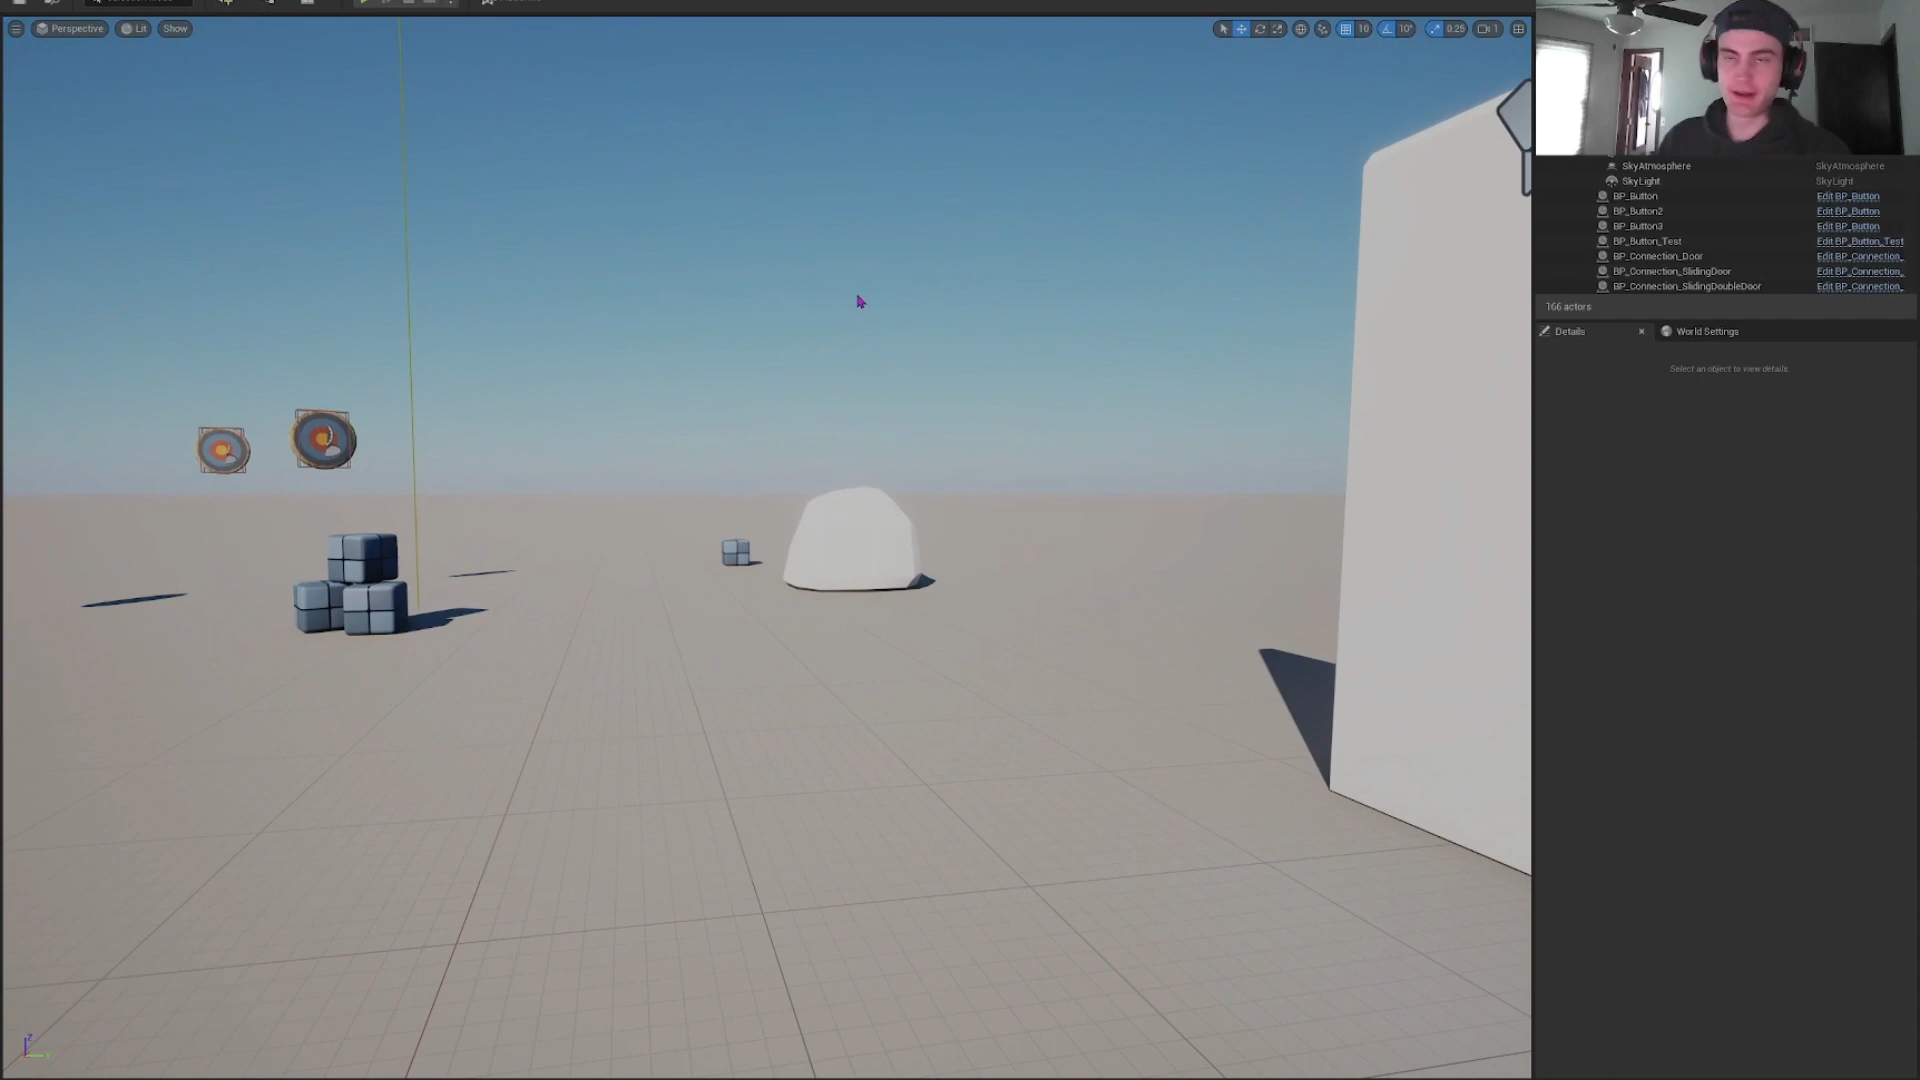 Perspective
Lit
Show
10
10°
0.25
1
SkyAtmosphere SkyAtmosphere
SkyLight SkyLight
BP_Button Edit BP_Button
BP_Button2 Edit BP_Button
BP_Button3 Edit BP_Button
BP_Button_Test Edit BP_Button_Test
BP_Connection_Door Edit BP_Connection_
BP_Connection_SlidingDoor Edit BP_Connection_
BP_Connection_SlidingDoubleDoor Edit BP_Connection_
166 actors
Details World Settings
Select an object to view details.
Z
Y